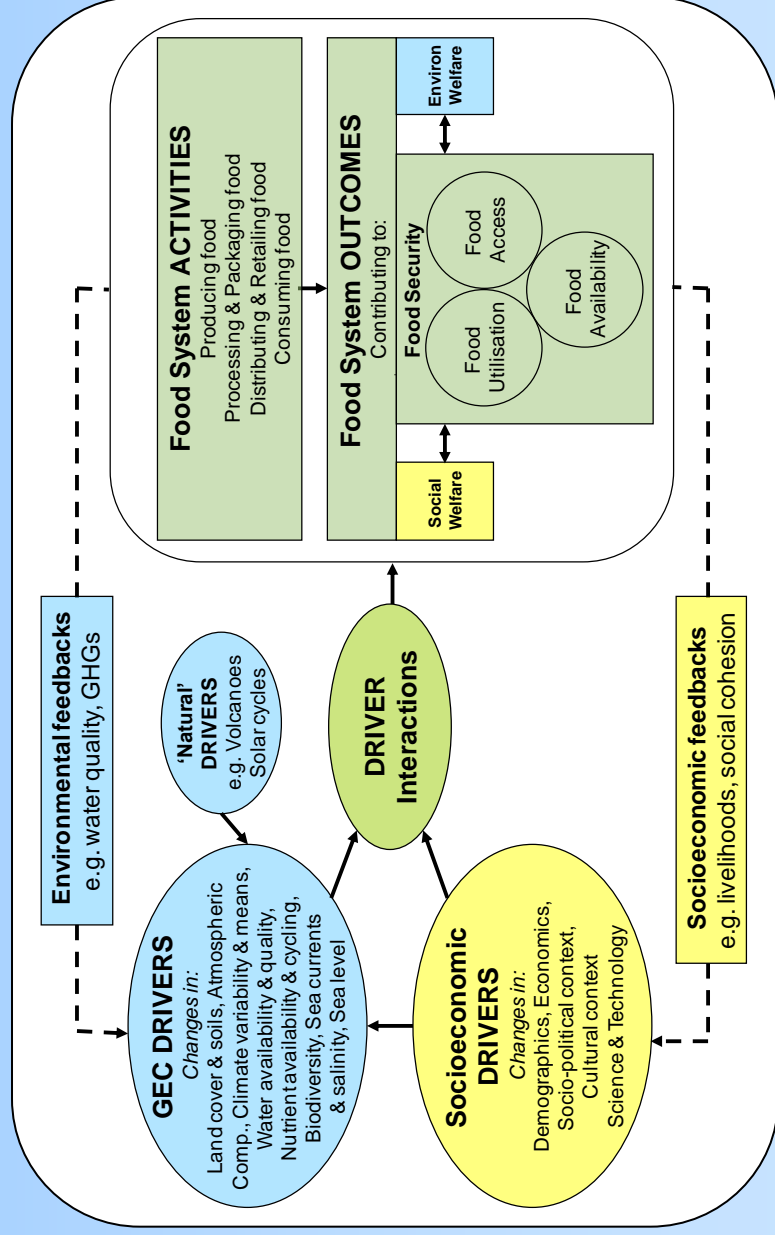 Environmental feedbacks
e.g. water quality, GHGs
'Natural'
DRIVERS
e.g. Volcanoes
Solar cycles
GEC DRIVERS
Changes in:
Land cover & soils, Atmospheric
Comp., Climate variability & means,
Water availability & quality,
Nutrient availability & cycling,
Biodiversity, Sea currents
& salinity, Sea level
DRIVER
Interactions
Socioeconomic
DRIVERS
Changes in:
Demographics, Economics,
Socio-political context,
Cultural context
Science & Technology
Socioeconomic feedbacks
e.g. livelihoods, social cohesion
Food System ACTIVITIES
Producing food
Processing & Packaging food
Distributing & Retailing food
Consuming food
Food System OUTCOMES
Contributing to:
Social
Welfare
Food Security
Food
Utilisation
Food
Access
Food
Availability
Environ
Welfare